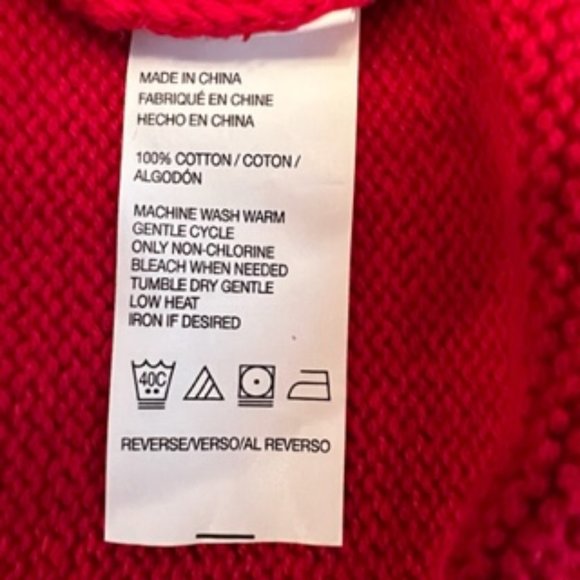 MADE IN CHINA
FABRIQUÉ EN CHINE
HECHO EN CHINA
100% COTTON / COTON /
ALGODÓN
MACHINE WASH WARM
GENTLE CYCLE
ONLY NON-CHLORINE
BLEACH WHEN NEEDED
TUMBLE DRY GENTLE
LOW HEAT
IRON IF DESIRED
40C
REVERSE/VERSO/AL REVERSO